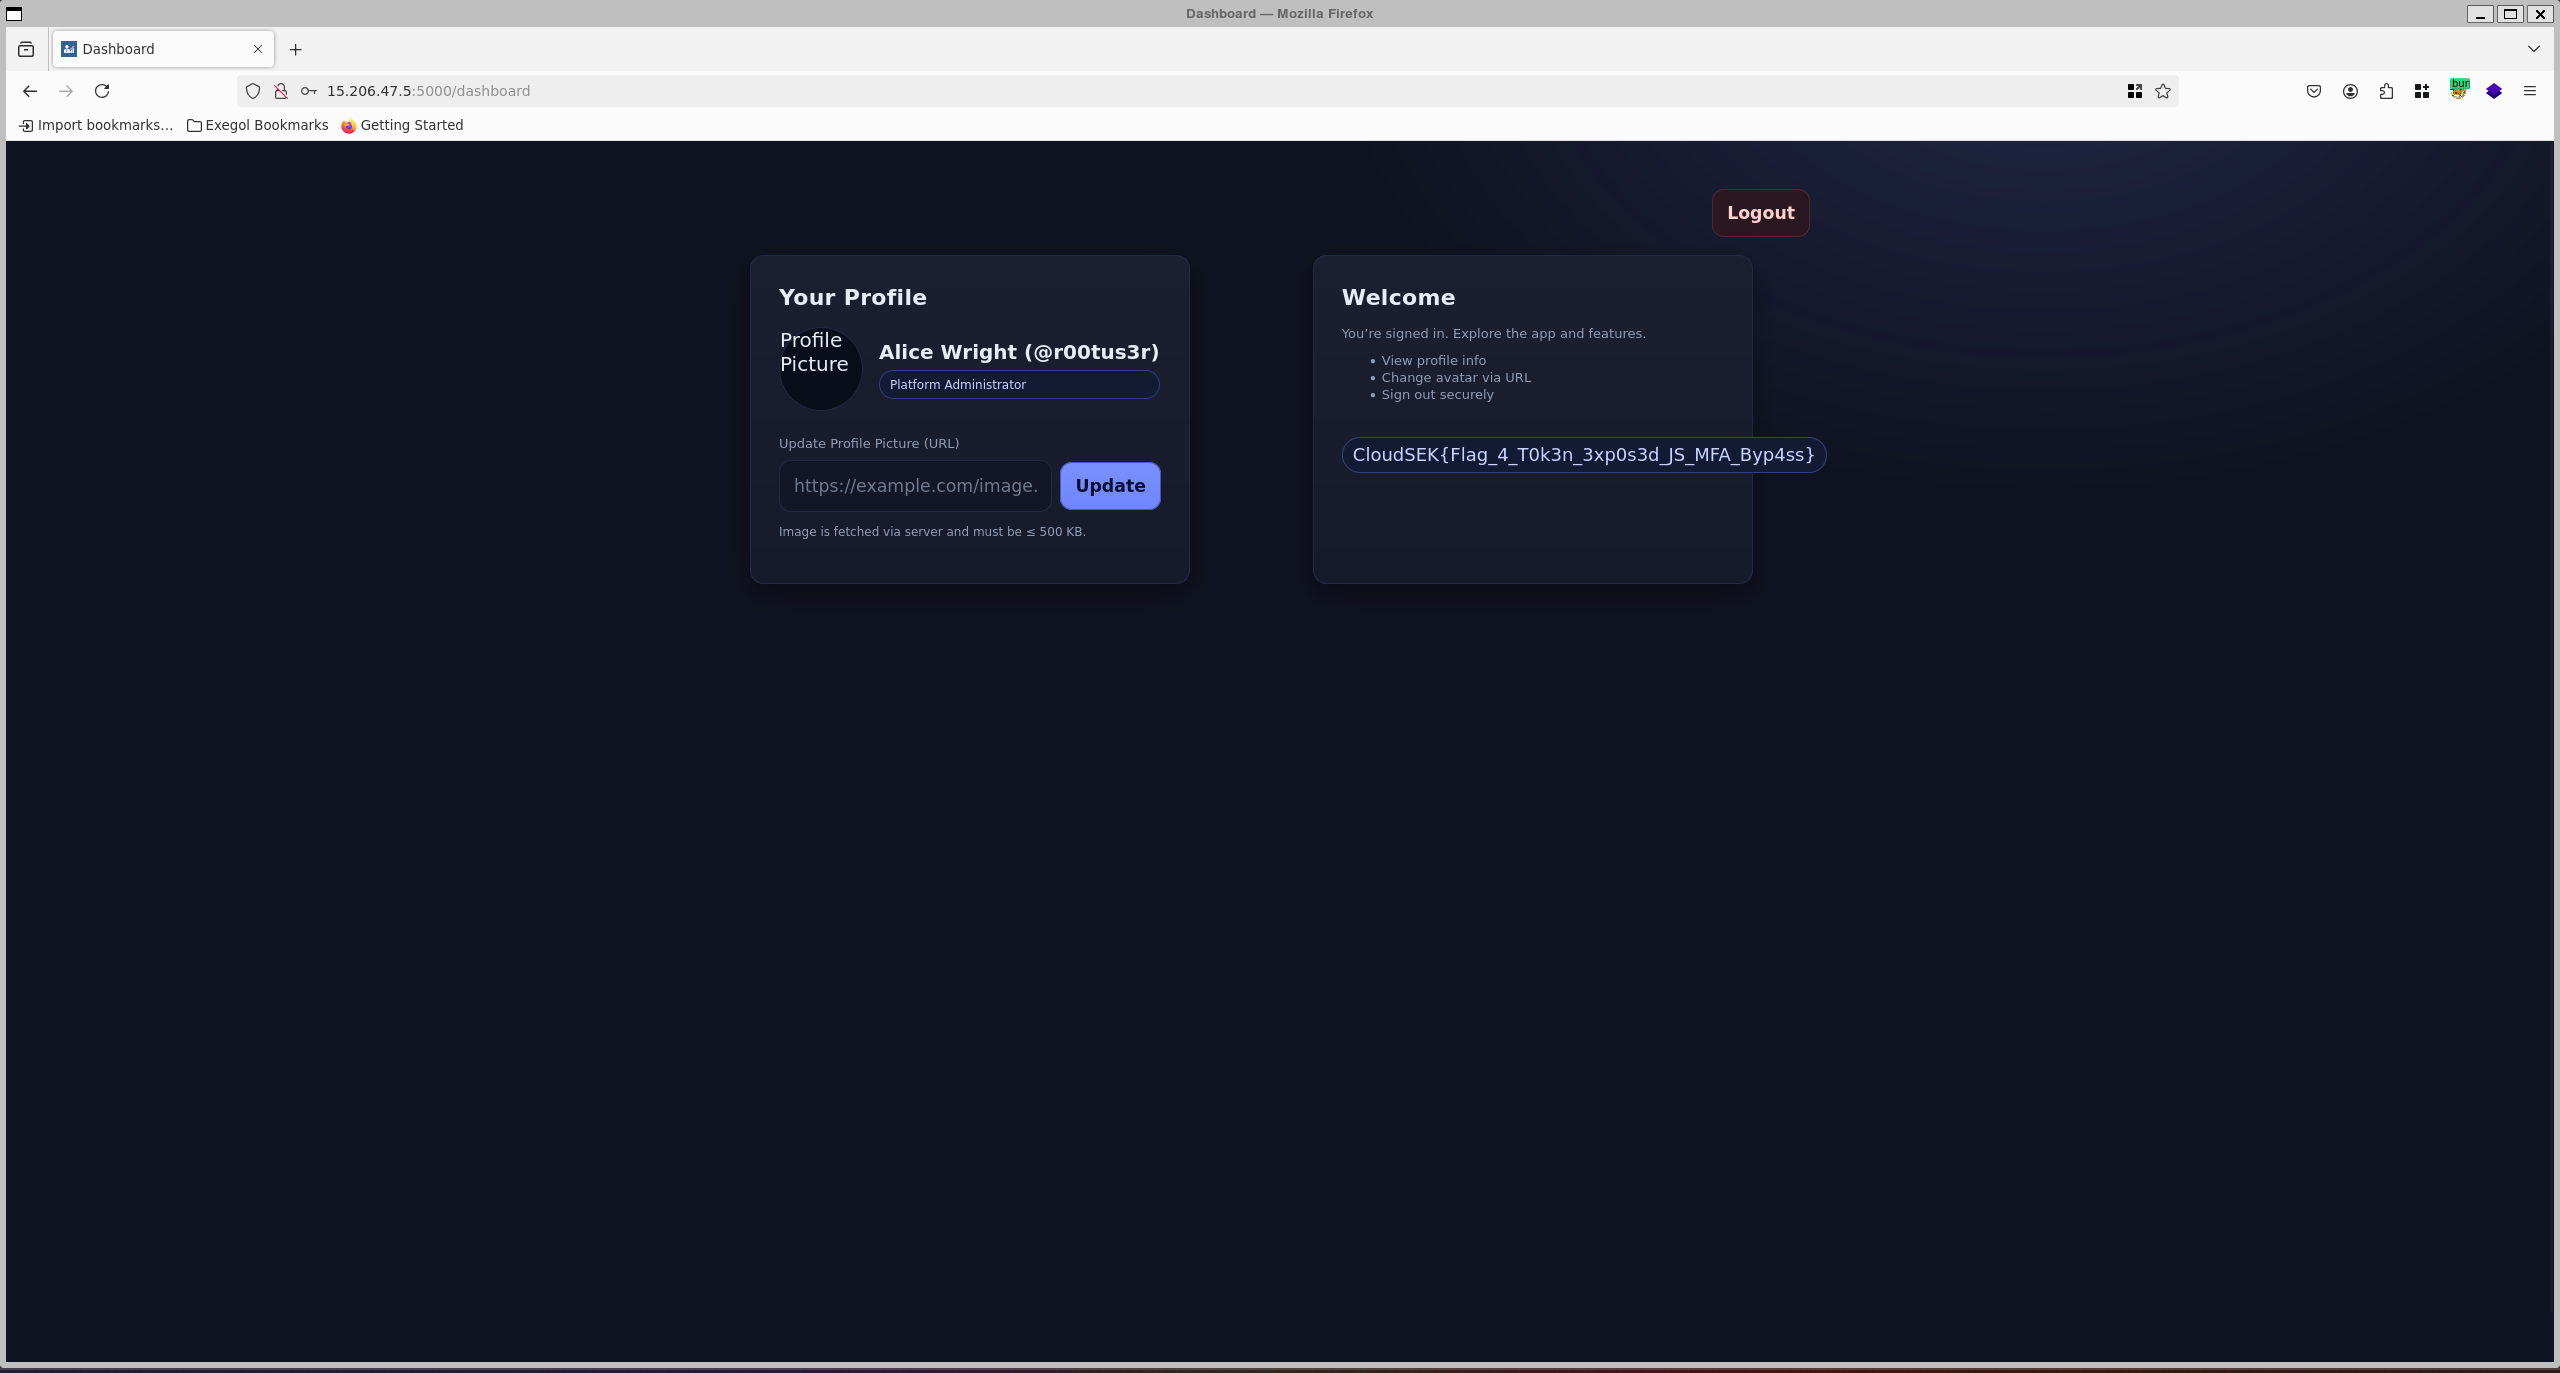 Dashboard — Mozilla Firefox
Dashboard
15.206.47.5:5000/dashboard
bur
Import bookmarks...
Exegol Bookmarks
Getting Started
Logout
Your Profile
Profile
Picture
Alice Wright (@r00tus3r)
Platform Administrator
Update Profile Picture (URL)
https://example.com/image.
Update
Image is fetched via server and must be ≤ 500 KB.
Welcome
You’re signed in. Explore the app and features.
• View profile info
• Change avatar via URL
• Sign out securely
CloudSEK{Flag_4_T0k3n_3xp0s3d_JS_MFA_Byp4ss}